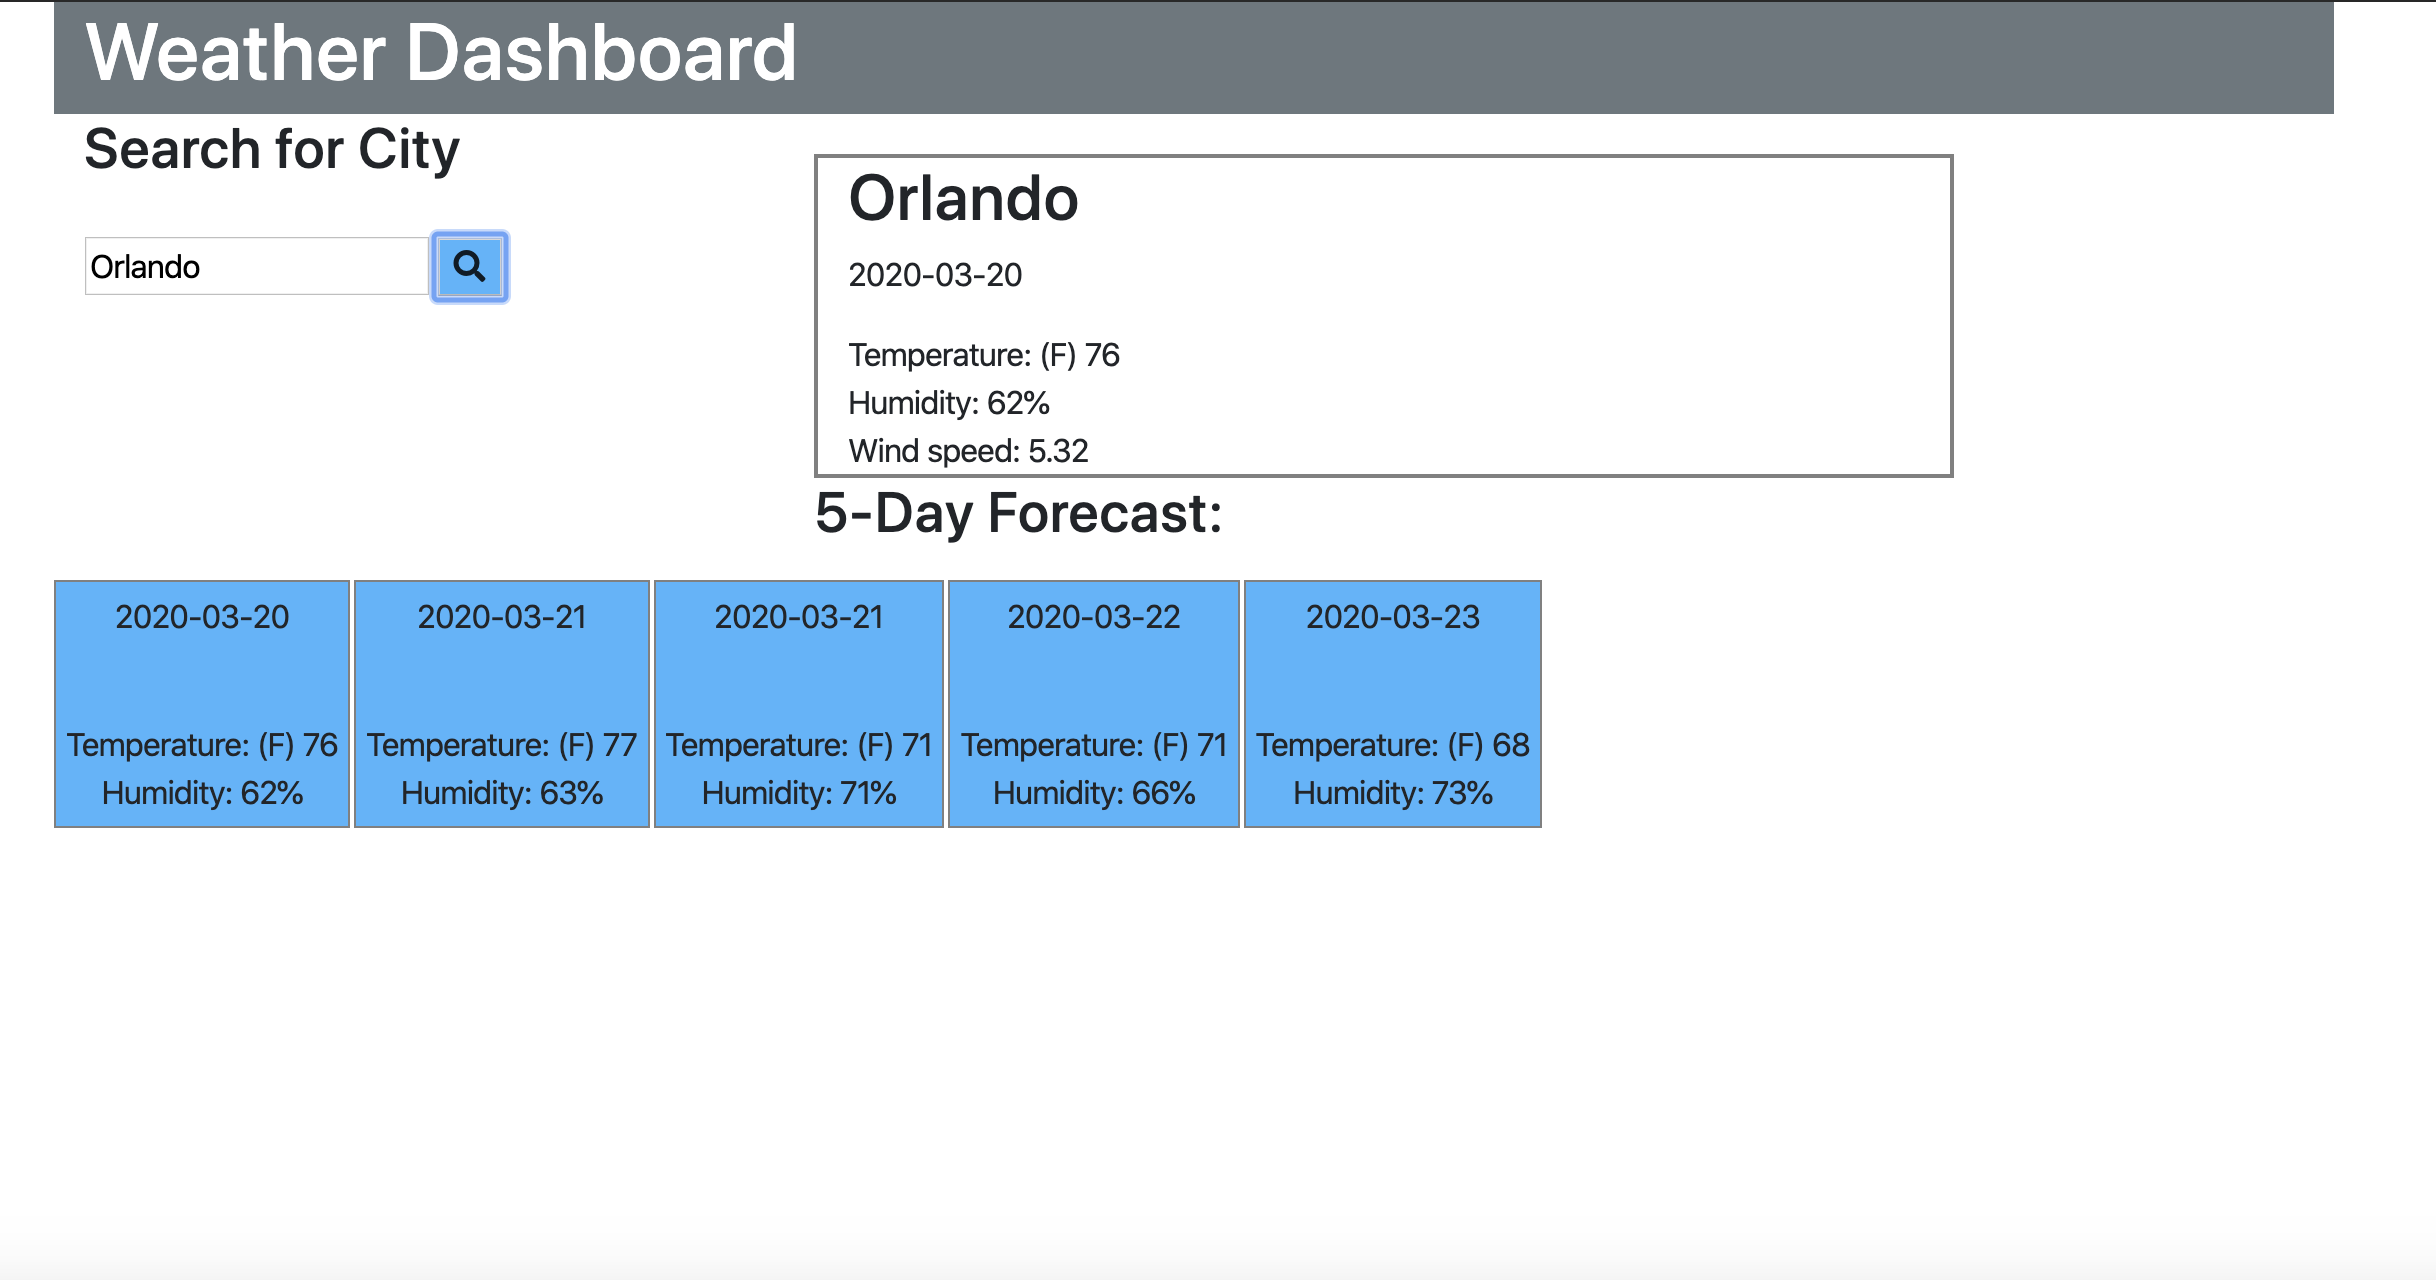 Weather Dashboard
Search for City
Orlando
Orlando
2020-03-20
Temperature: (F) 76
Humidity: 62%
Wind speed: 5.32
5-Day Forecast:
2020-03-20
Temperature: (F) 76
Humidity: 62%
2020-03-21
Temperature: (F) 77
Humidity: 63%
2020-03-21
Temperature: (F) 71
Humidity: 71%
2020-03-22
Temperature: (F) 71
Humidity: 66%
2020-03-23
Temperature: (F) 68
Humidity: 73%